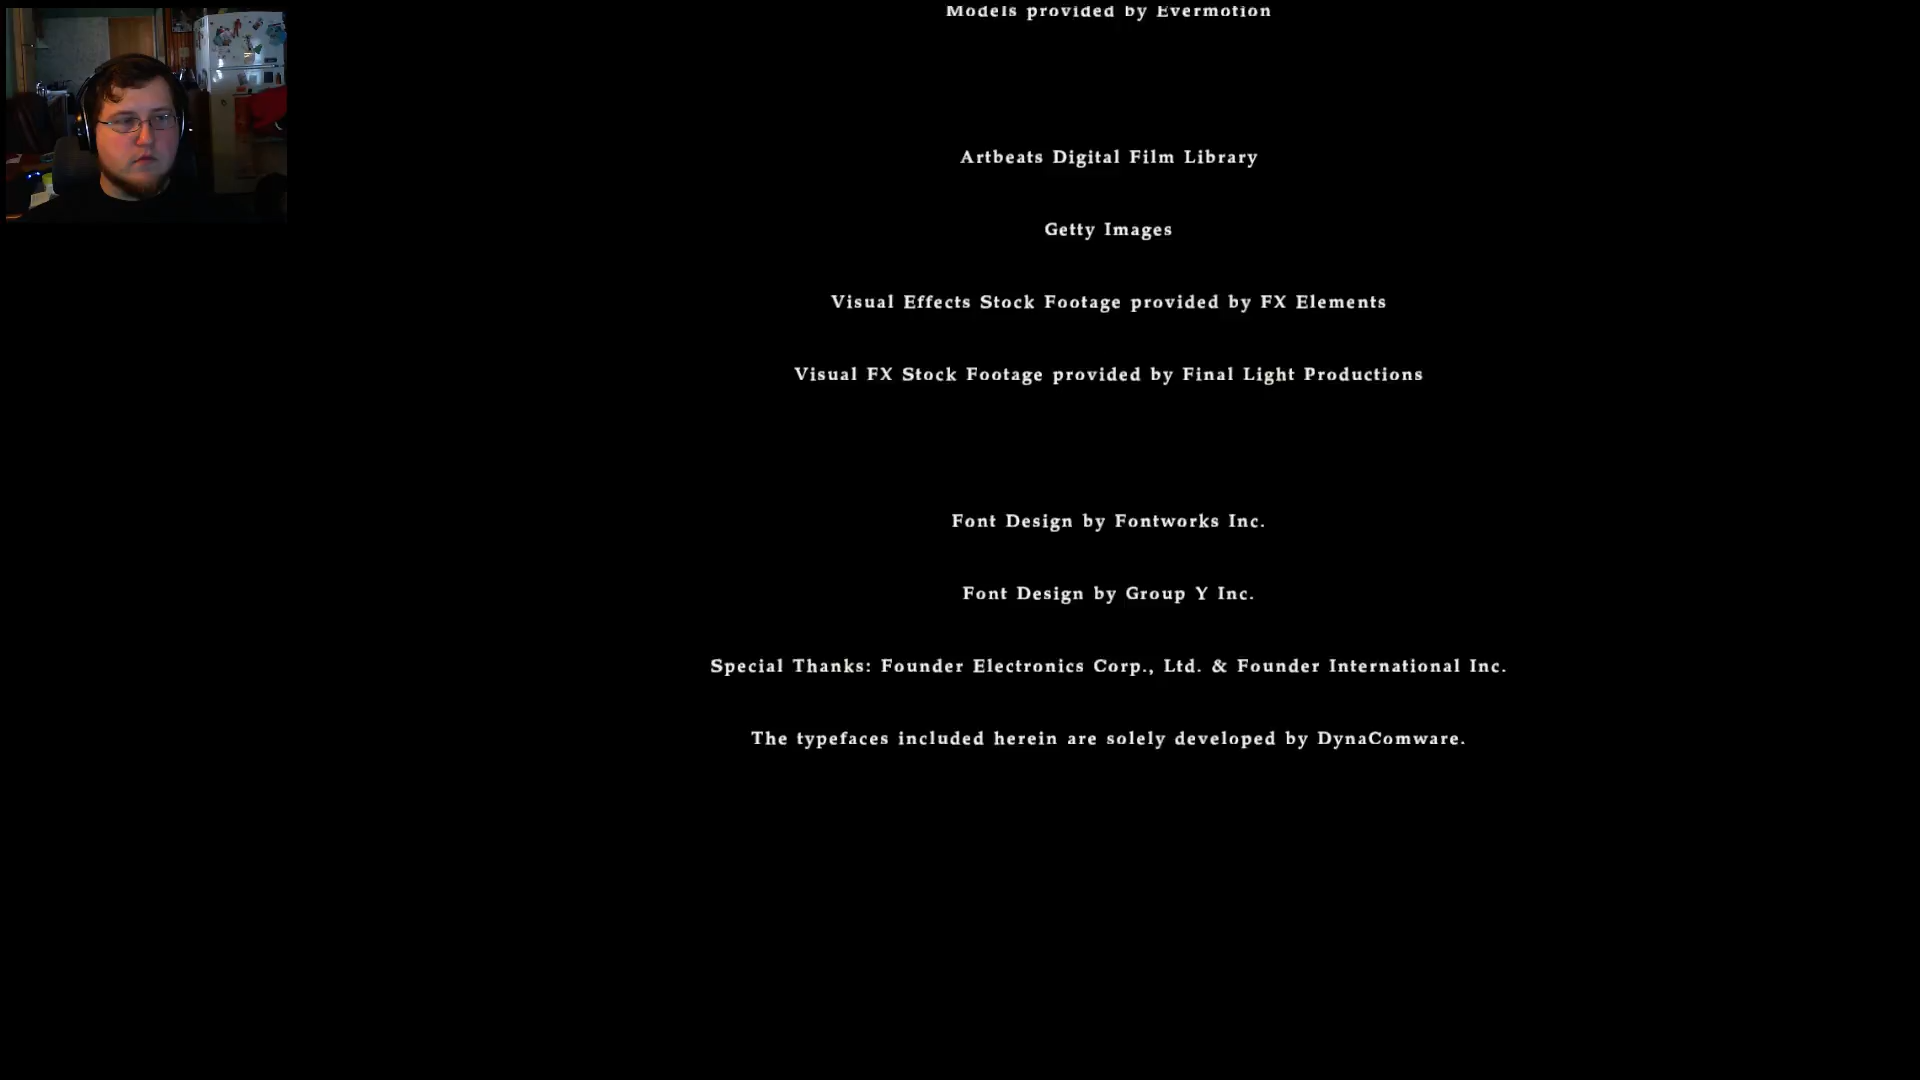 Models provided by Evermotion
Artbeats Digital Film Library
Getty Images
Visual Effects Stock Footage provided by FX Elements
Visual FX Stock Footage provided by Final Light Productions
Font Design by Fontworks Inc.
Font Design by Group Y Inc.
Special Thanks: Founder Electronics Corp., Ltd. & Founder International Inc.
The typefaces included herein are solely developed by DynaComware.